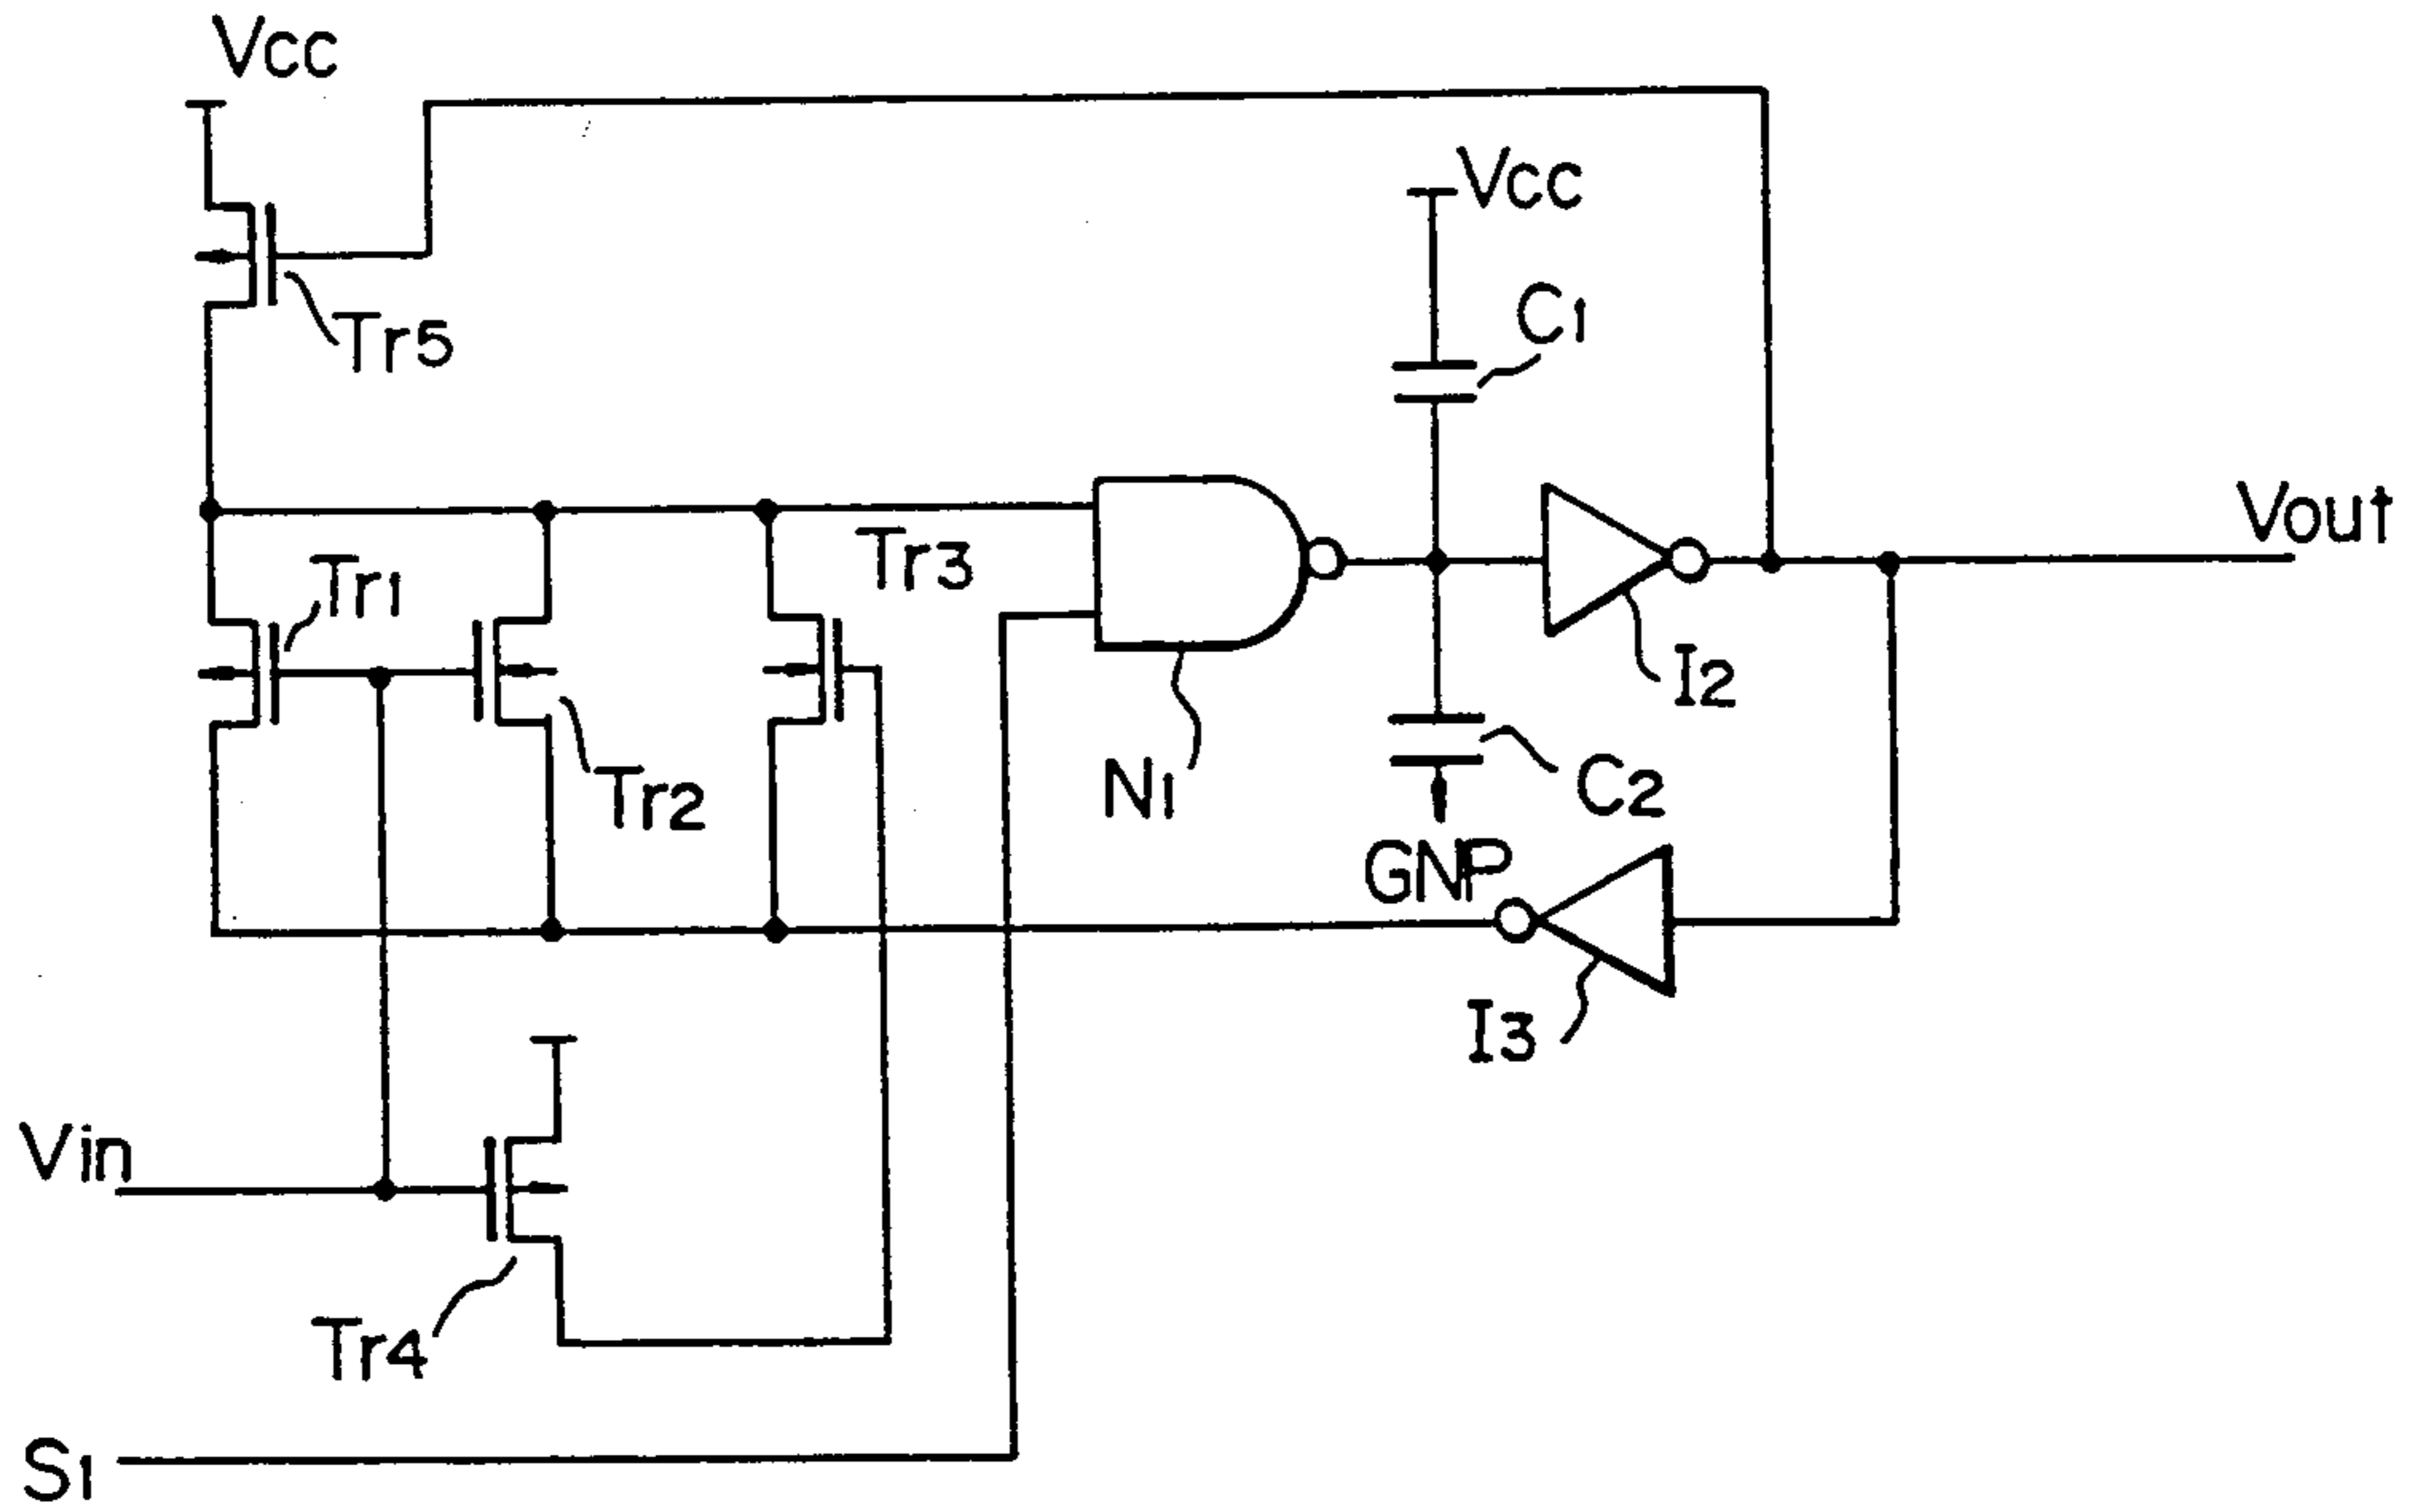 Vcc
Vcc
C1
Tr5
Vout
Tr3
Tr1
I2
Tr2
N1
C2
GNP
I3
Vin
Tr4
S1